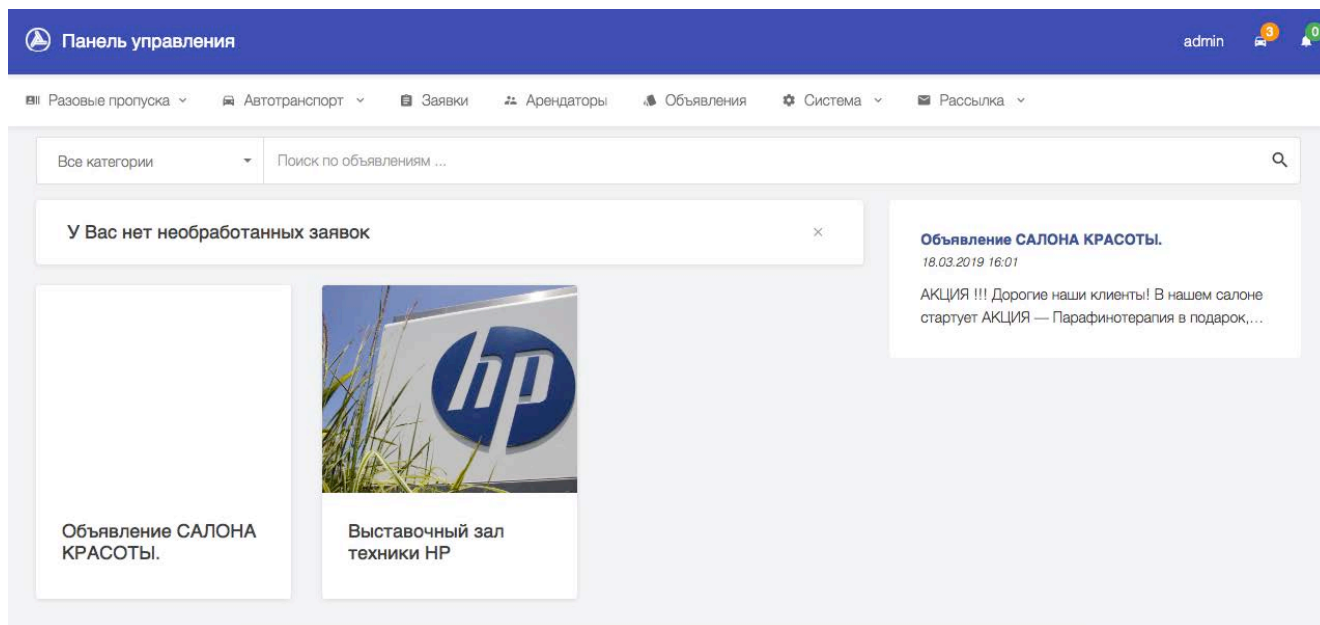 Панель управления
admin
3
0
Разовые пропуска
Автотранспорт
Заявки
Арендаторы
Объявления
Система
Рассылка
Все категории
Поиск по объявлениям ...
У Вас нет необработанных заявок
×
Объявление САЛОНА КРАСОТЫ.
18.03.2019 16:01
АКЦИЯ !!! Дорогие наши клиенты! В нашем салоне
стартует АКЦИЯ — Парафинотерапия в подарок,...
hp
Объявление САЛОНА
КРАСОТЫ.
Выставочный зал
техники HP